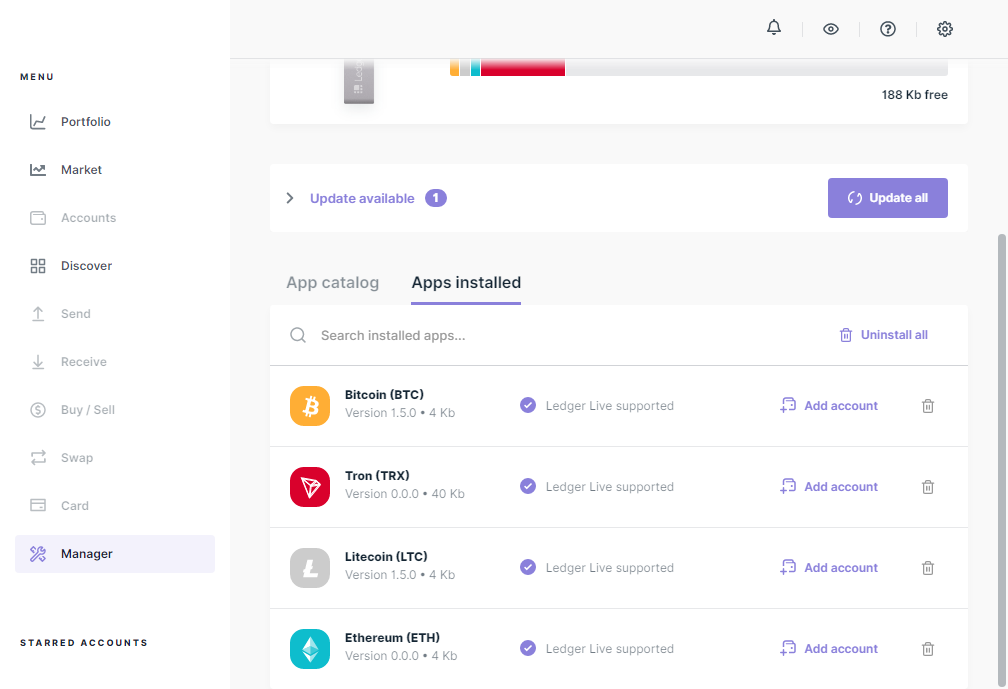 MENU
Portfolio
Market
Accounts
Discover
Send
Receive
Buy / Sell
Swap
Card
Manager
STARRED ACCOUNTS
188 Kb free
Update available 1
Update all
App catalog
Apps installed
Search installed apps...
Uninstall all
Bitcoin (BTC)
Version 1.5.0 • 4 Kb
Ledger Live supported
Add account
Tron (TRX)
Version 0.0.0 • 40 Kb
Ledger Live supported
Add account
Litecoin (LTC)
Version 1.5.0 • 4 Kb
Ledger Live supported
Add account
Ethereum (ETH)
Version 0.0.0 • 4 Kb
Ledger Live supported
Add account